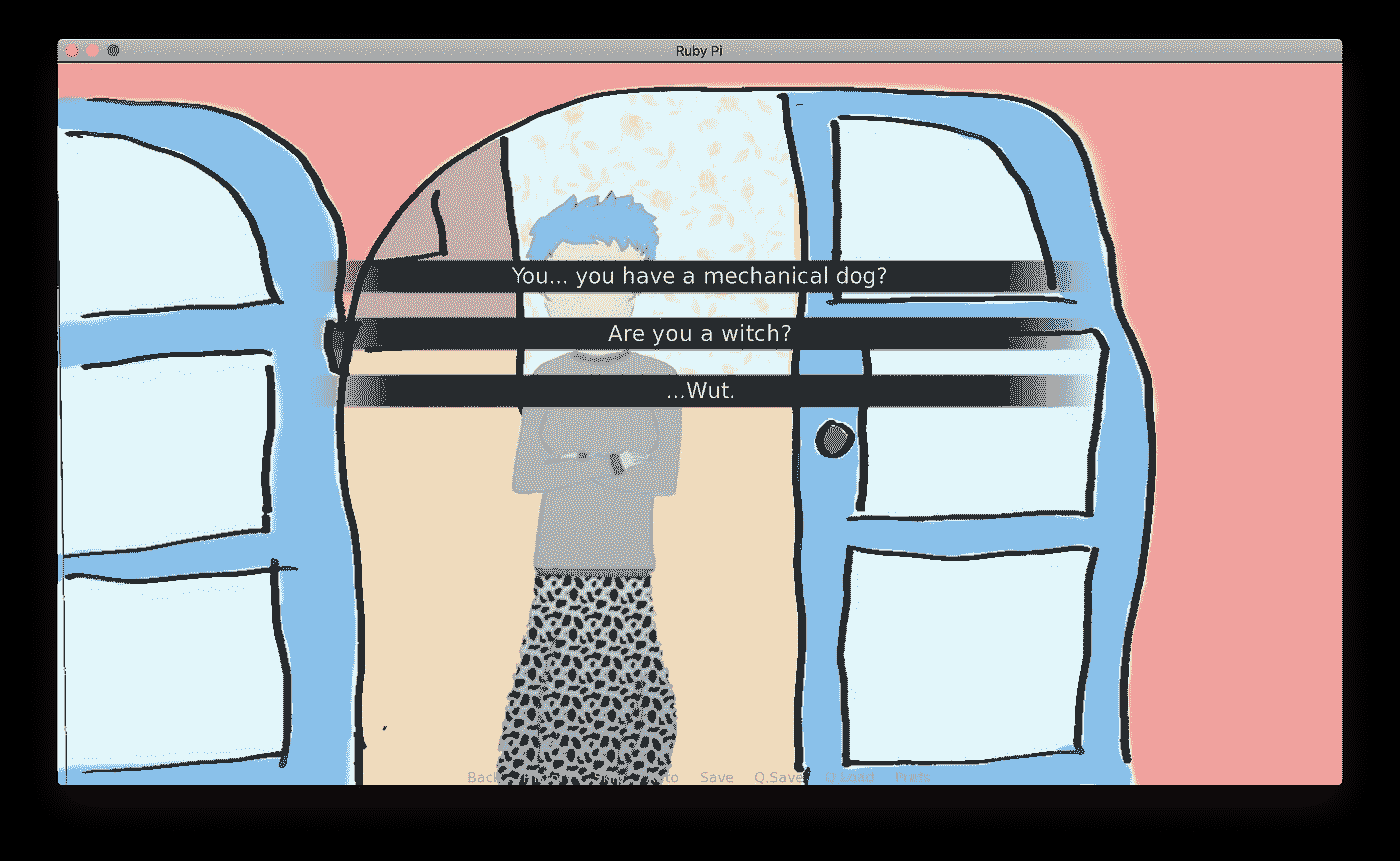 Ruby Pi
You... you have a mechanical dog?
Are you a witch?
...Wut.
Back History Skip Auto Save Q.Save Q.Load Prefs